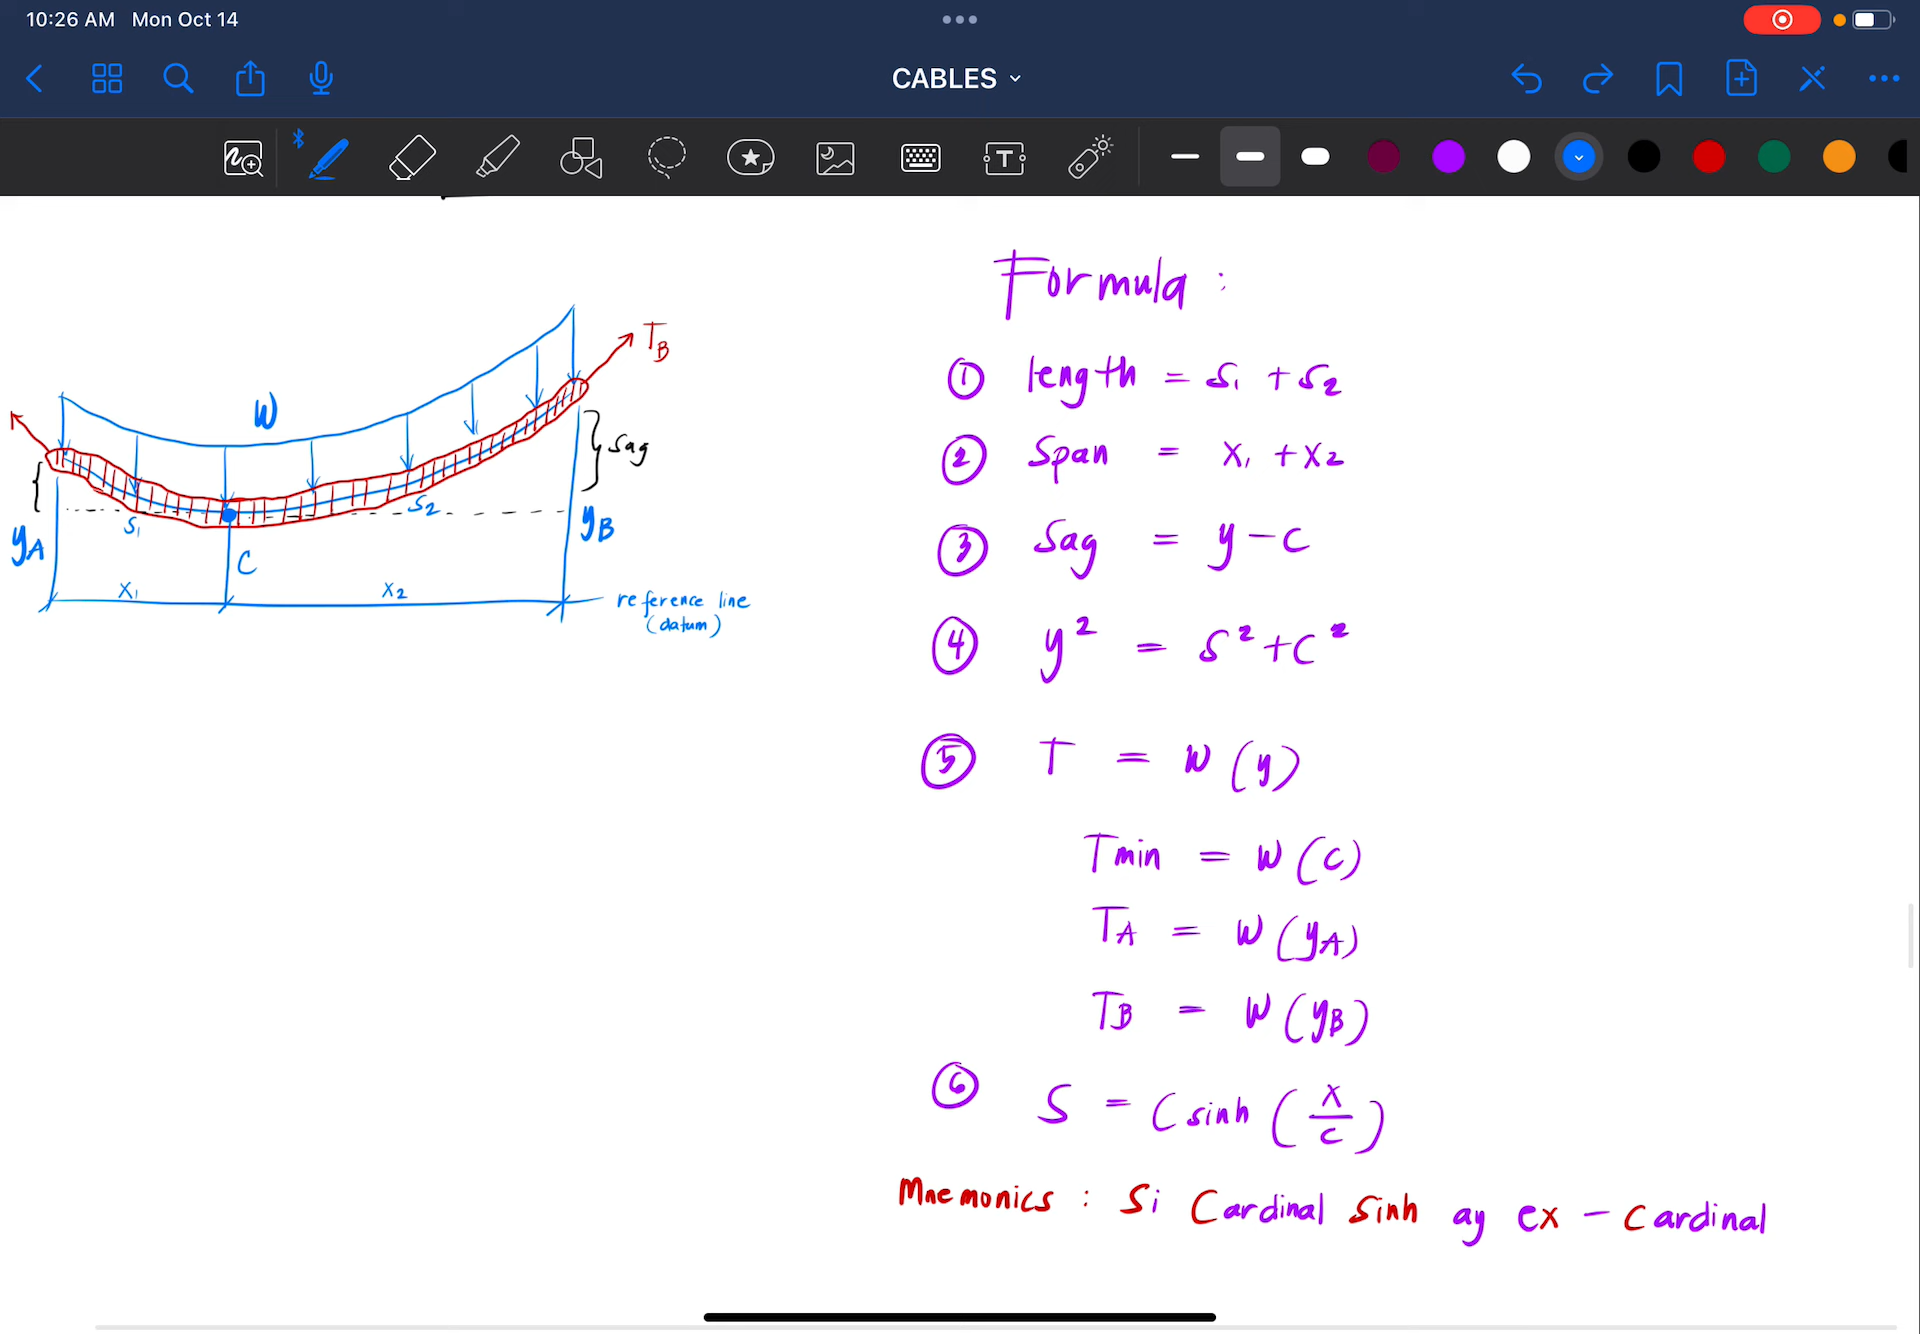 10:26 AM Mon Oct 14
CABLES
Formula :
① length = S₁ + S₂
② Span = X₁ + X₂
③ Sag = y - C
④ y² = S² + C²
⑤ T = W (y)
Tmin = W (C)
TA = W (yA)
TB = W (yB)
⑥ S = C sinh (x/c)
Mnemonics : Si Cardinal Sinh ay ex - Cardinal
TB
W
Sag
S₁
S₂
yA
yB
C
X₁
X₂
reference line
(datum)